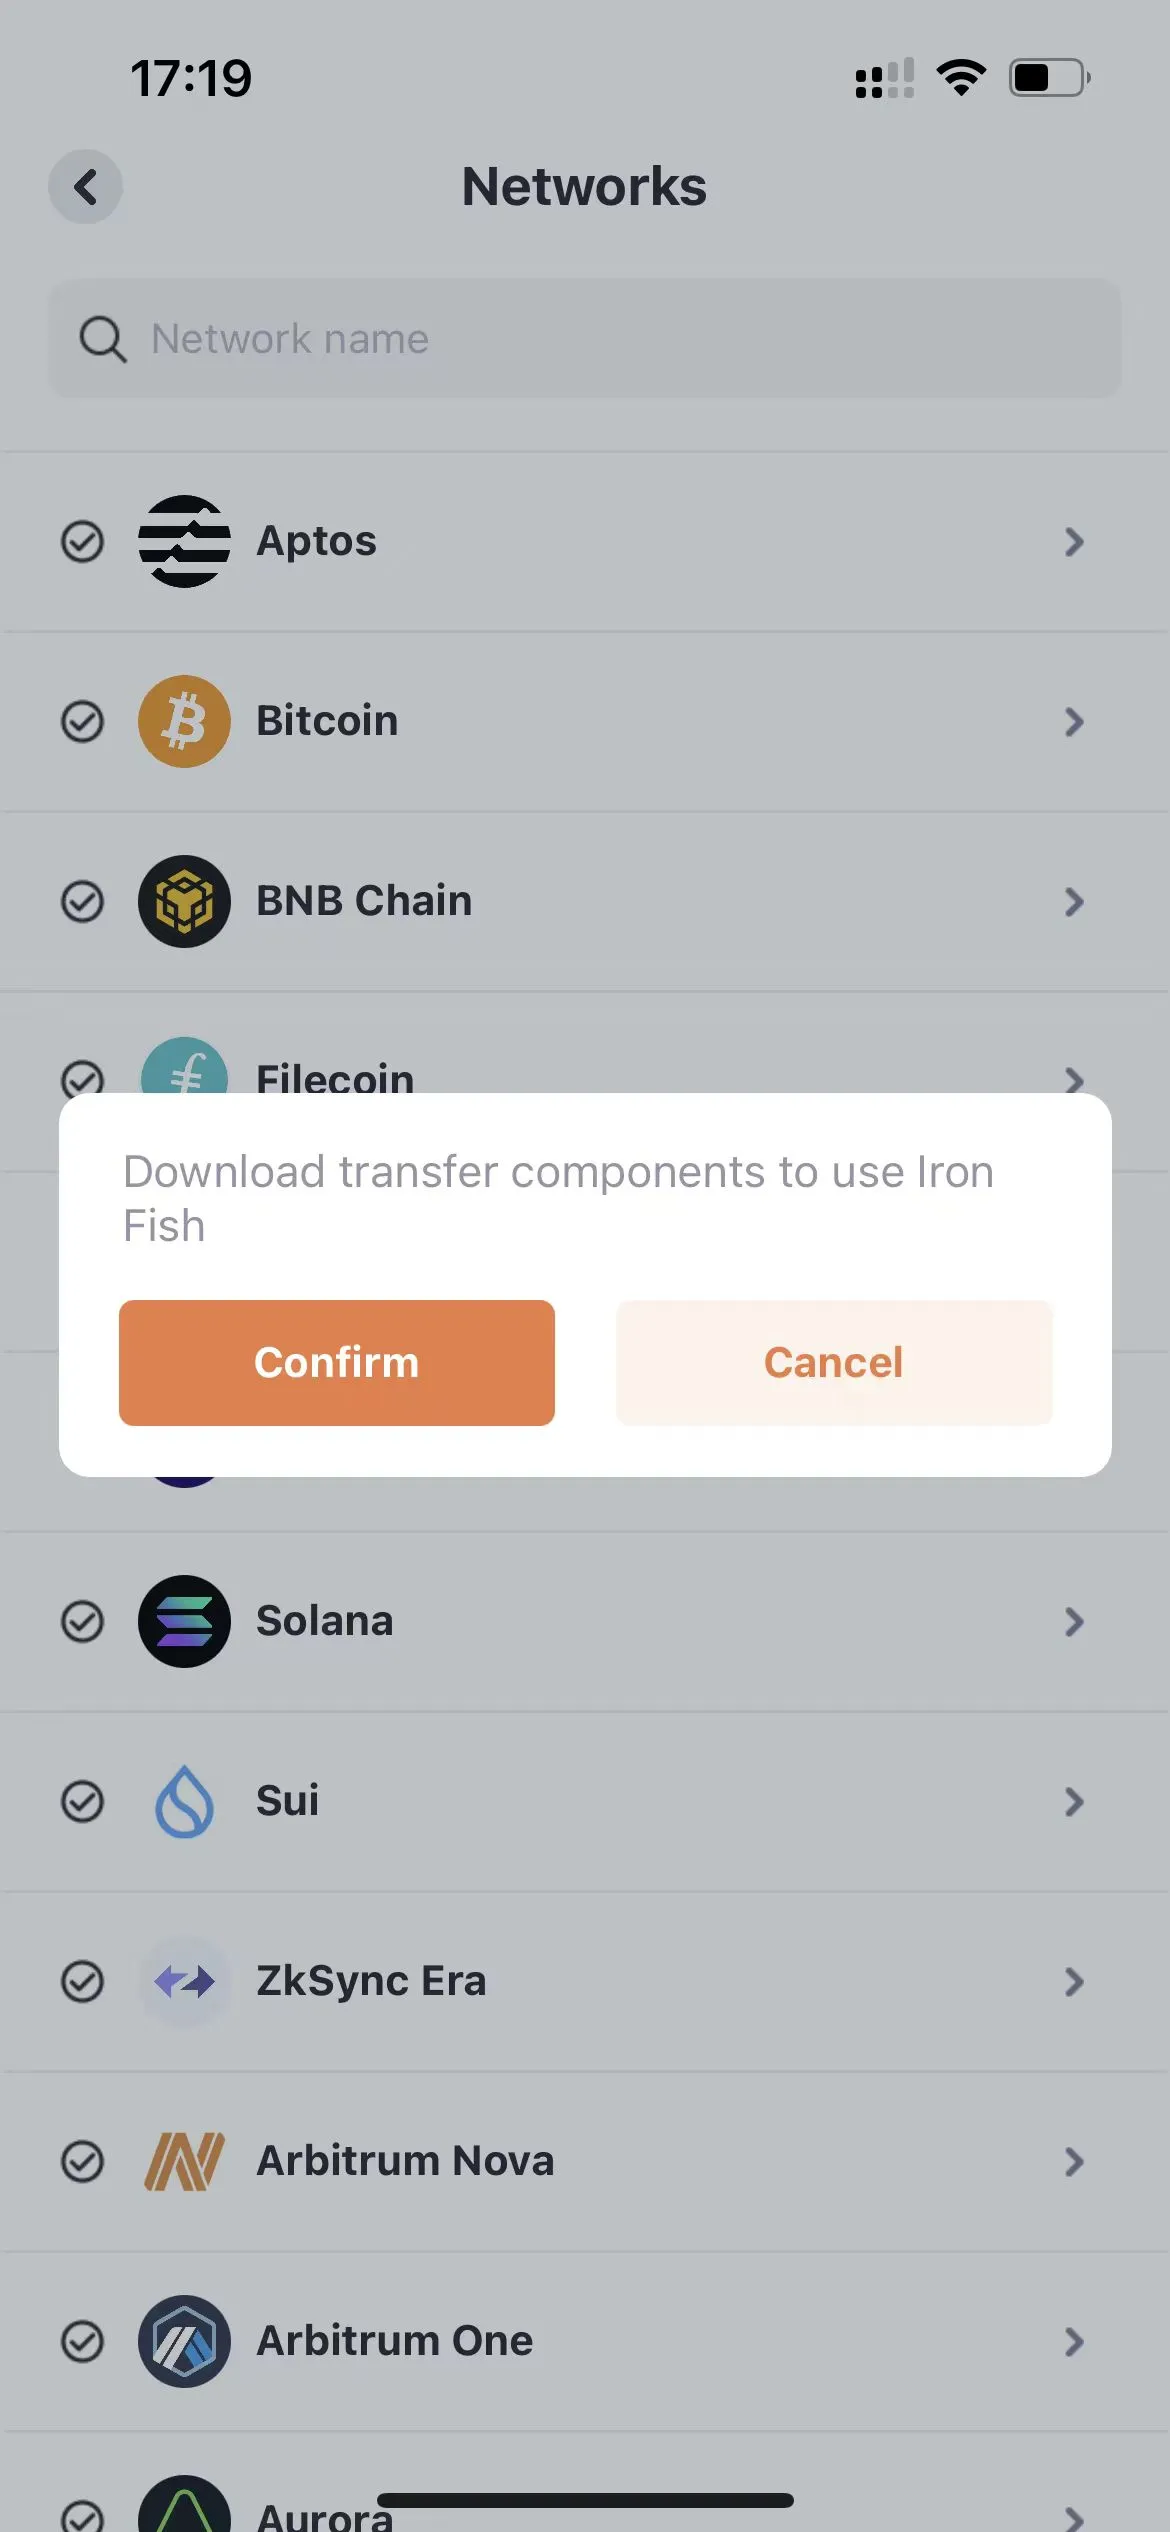 17:19
Networks
Network name
Aptos
Bitcoin
BNB Chain
Filecoin
Download transfer components to use Iron
Fish
Confirm
Cancel
Solana
Sui
ZkSync Era
Arbitrum Nova
Arbitrum One
Aurora